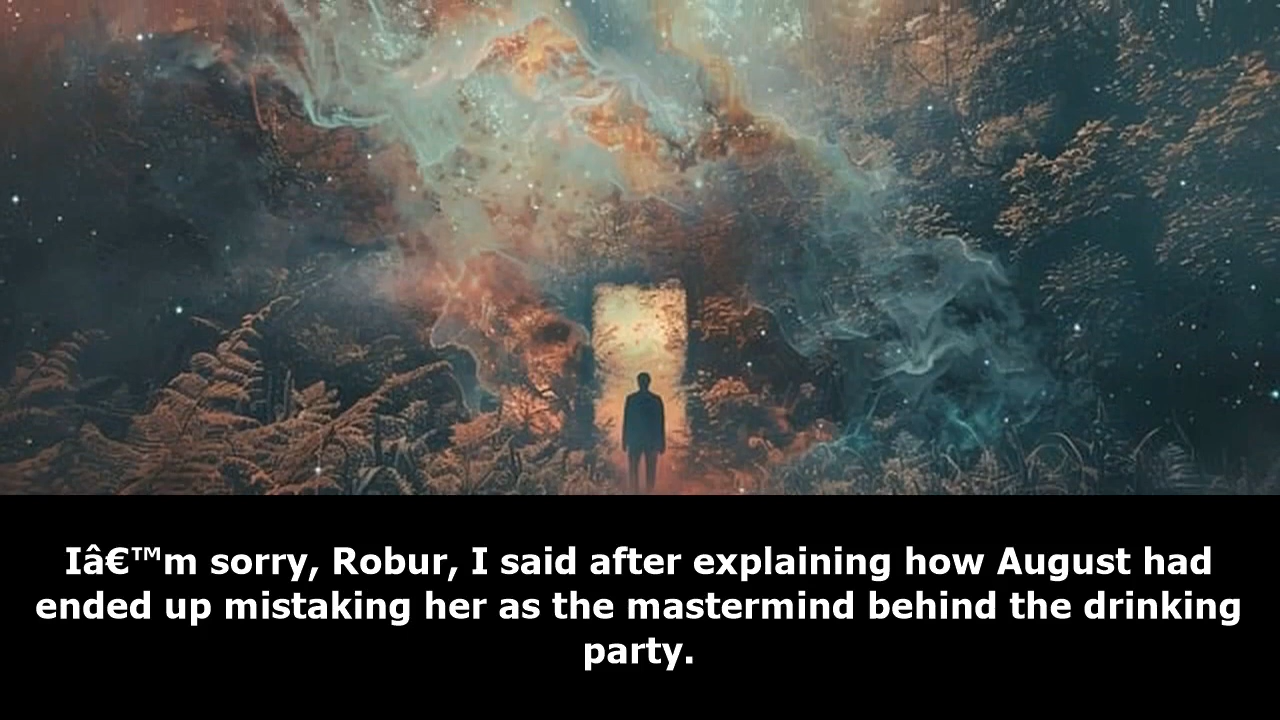 Iâ€™m sorry, Robur, I said after explaining how August had
ended up mistaking her as the mastermind behind the drinking
party.